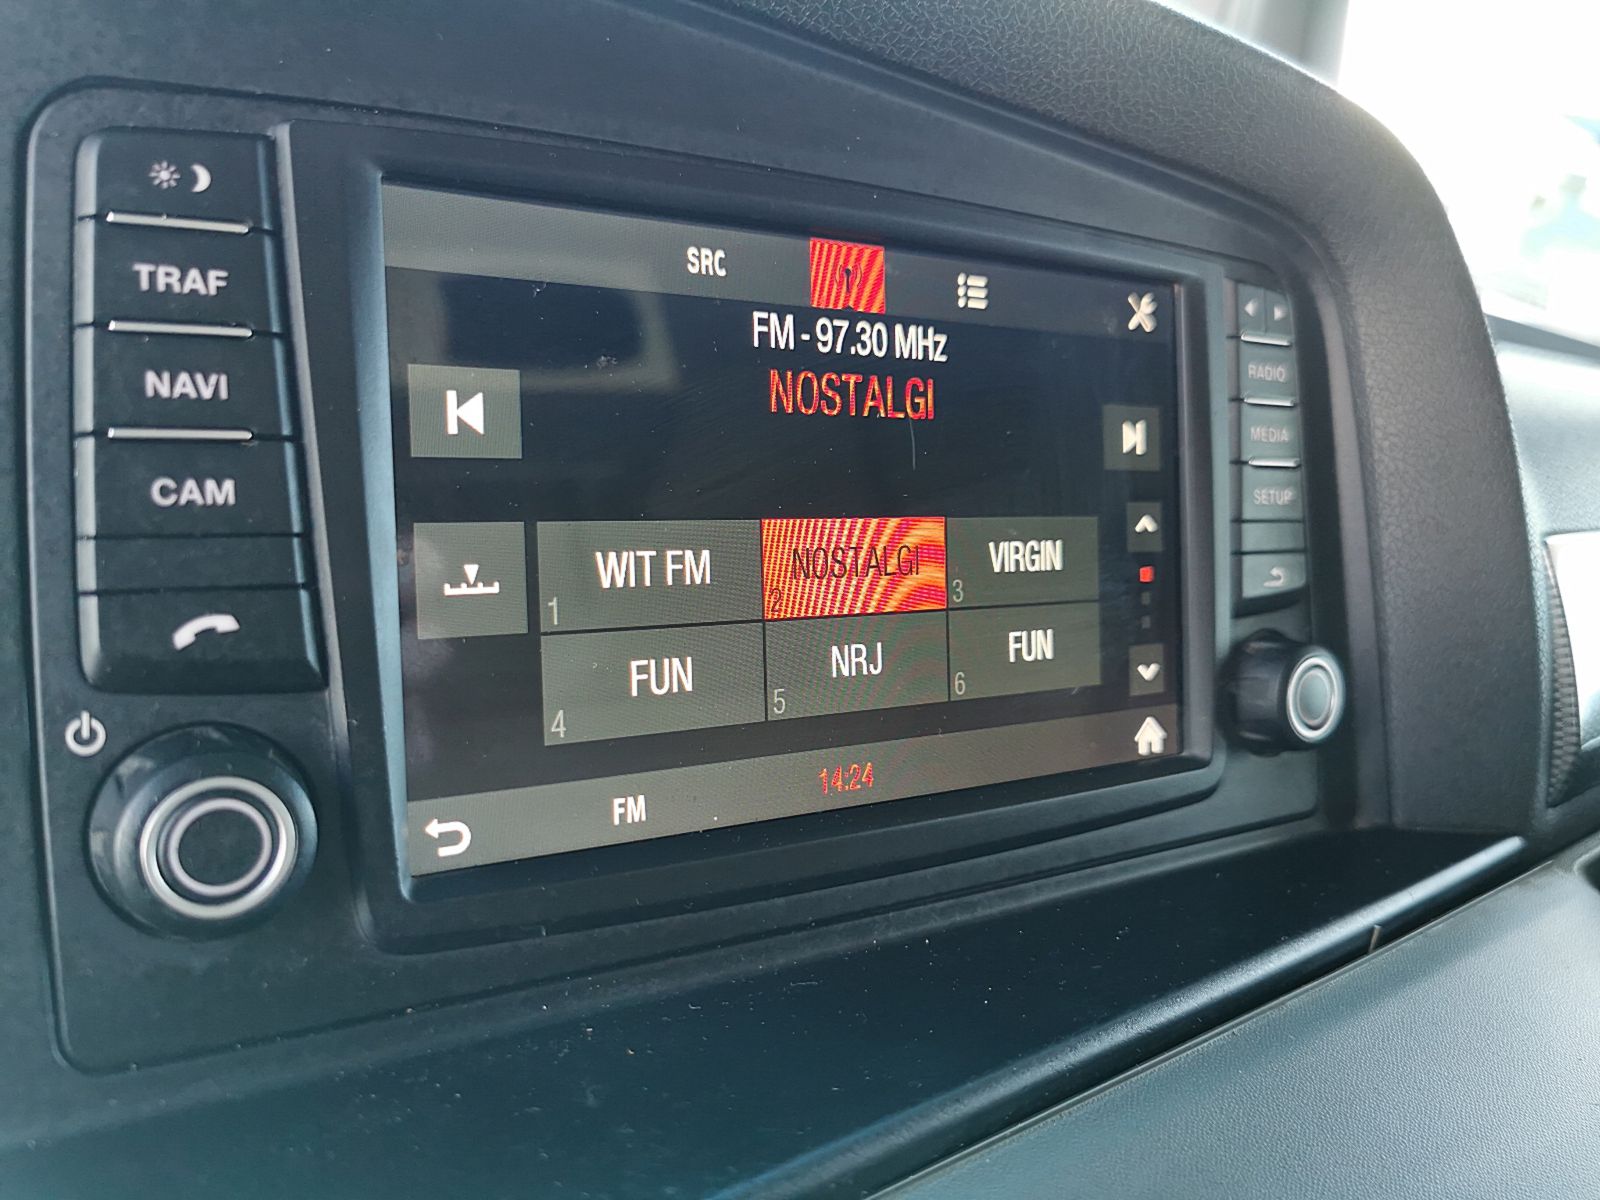 TRAF
NAVI
CAM
SRC
FM - 97.30 MHz
NOSTALGI
WIT FM
1
NOSTALGI
2
VIRGIN
3
FUN
4
NRJ
5
FUN
6
FM
14:24
RADIO
MEDIA
SETUP